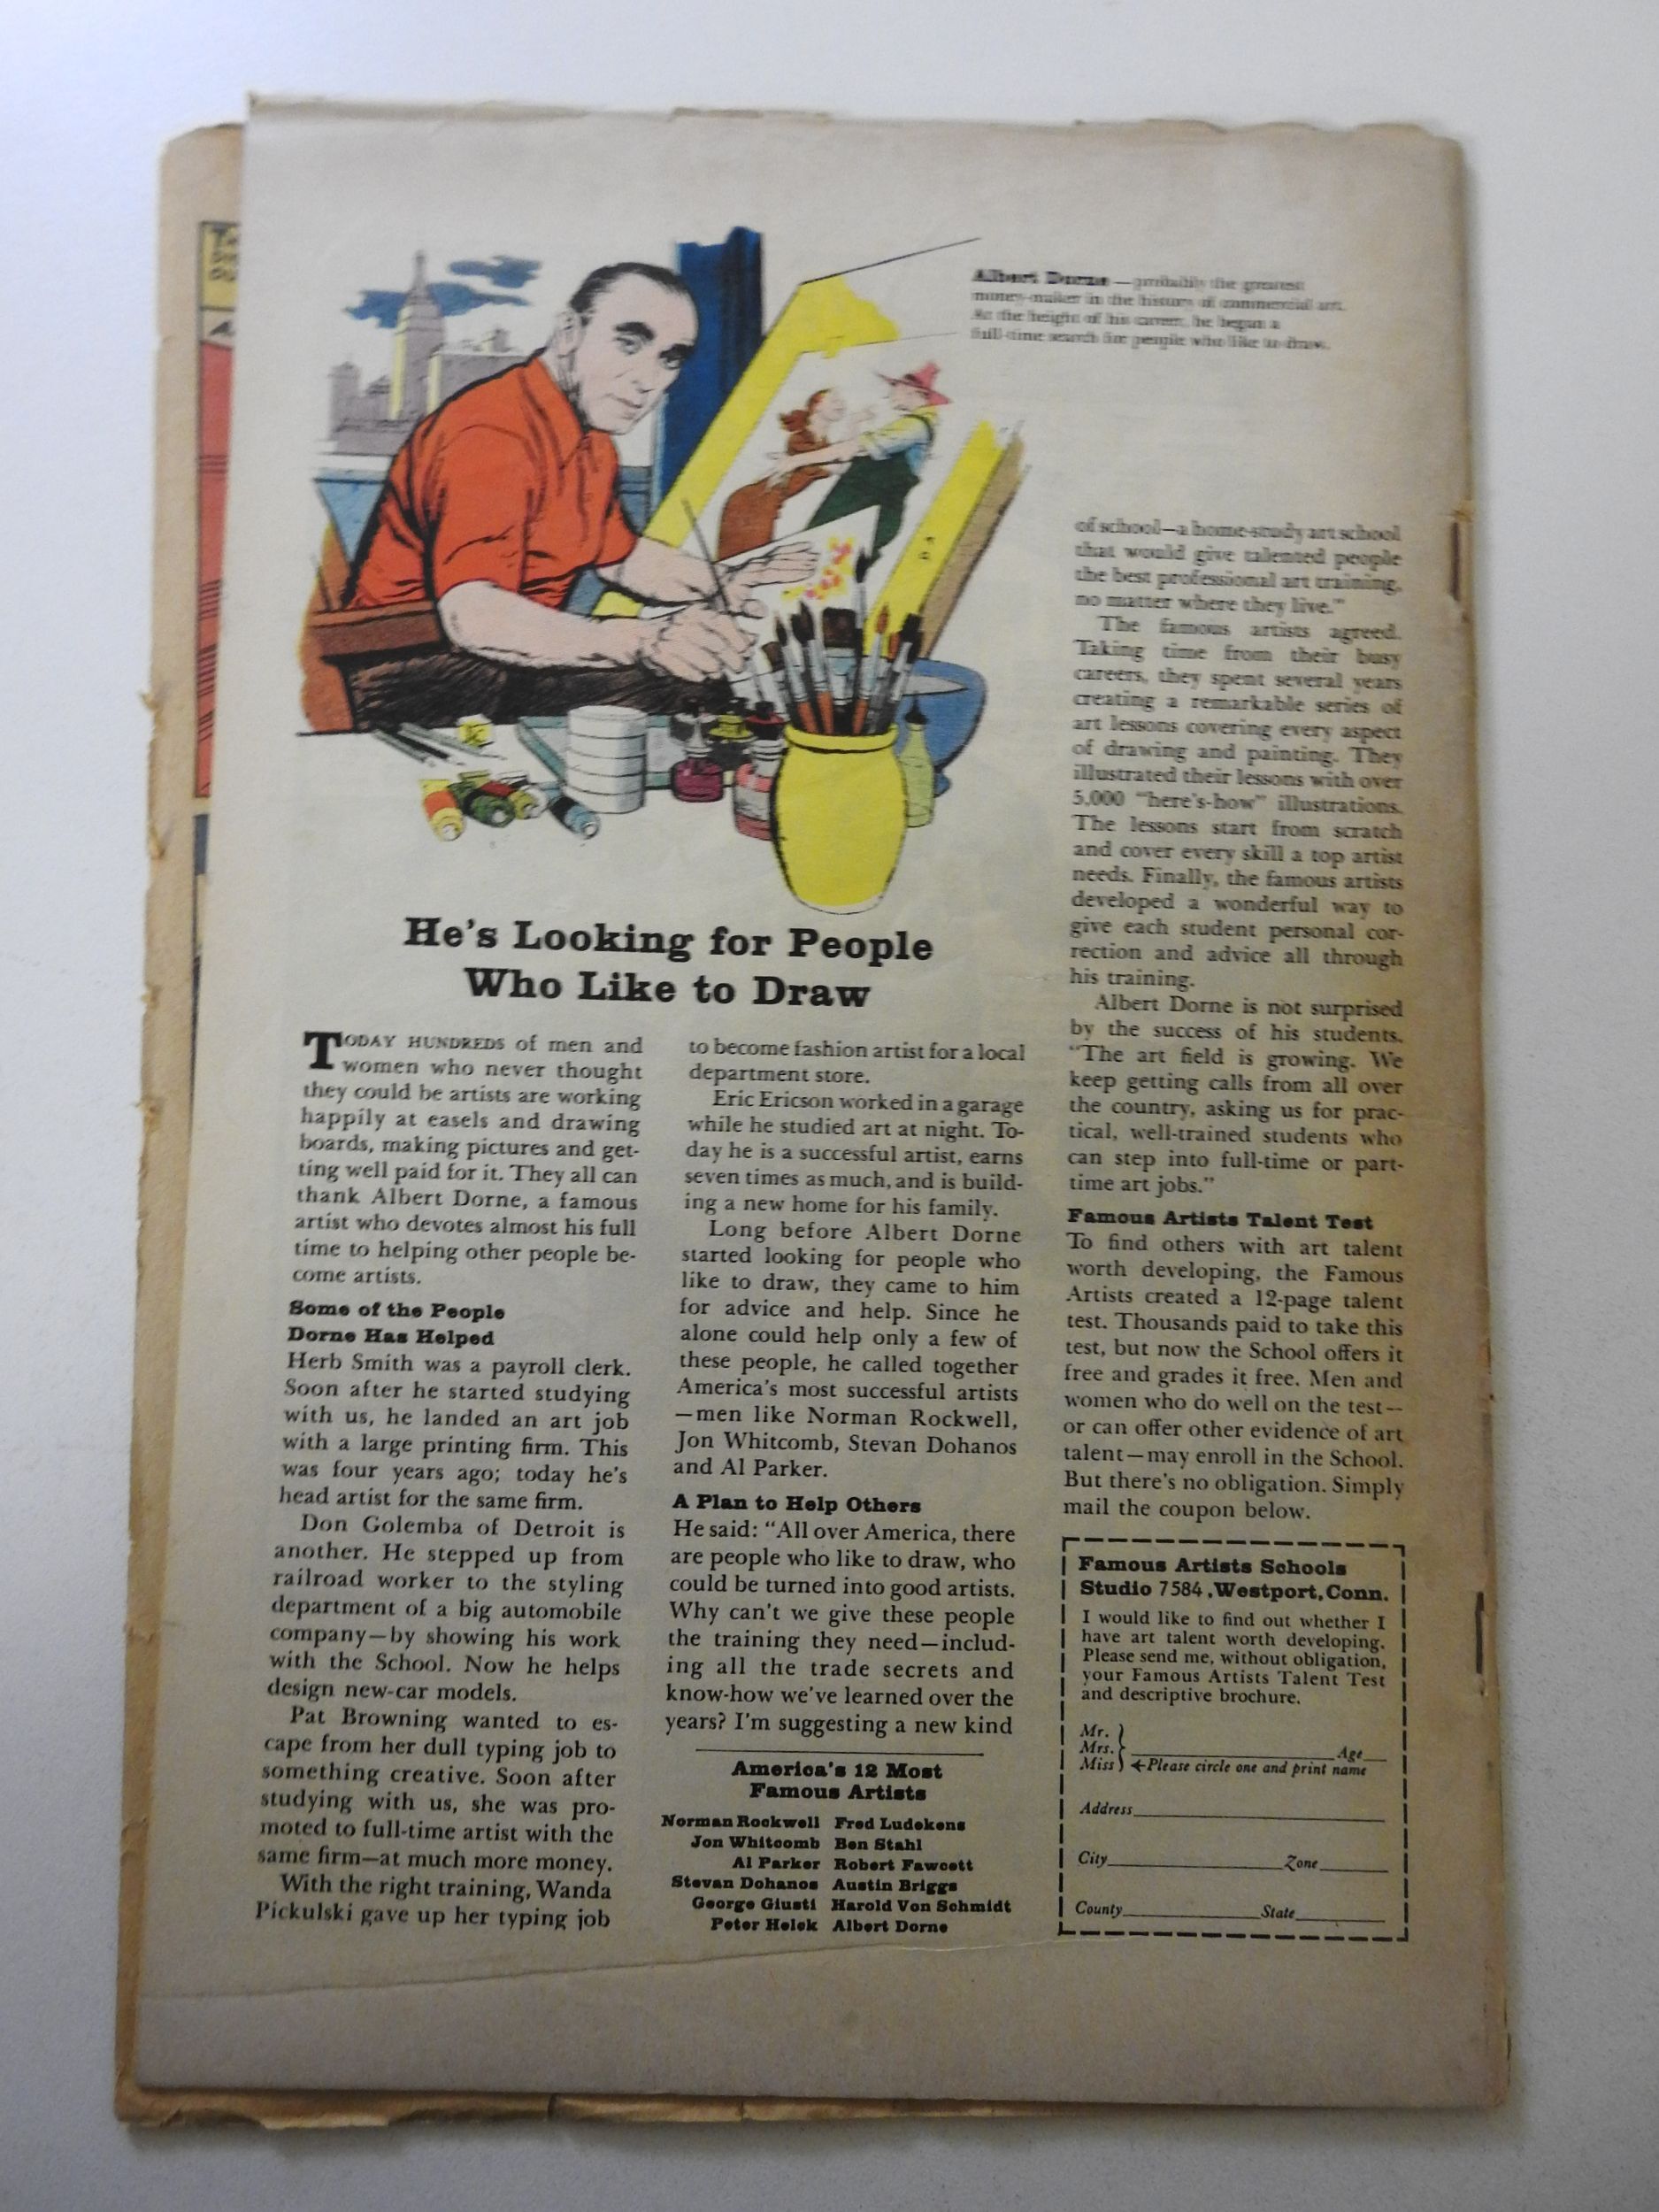 Albert Dorne — probably the greatest
money-maker in the history of commercial art.
At the height of his career, he began a
full-time search for people who like to draw.
He's Looking for People
Who Like to Draw
TODAY HUNDREDS of men and
women who never thought
they could be artists are working
happily at easels and drawing
boards, making pictures and get-
ting well paid for it. They all can
thank Albert Dorne, a famous
artist who devotes almost his full
time to helping other people be-
come artists.
Some of the People
Dorne Has Helped
Herb Smith was a payroll clerk.
Soon after he started studying
with us, he landed an art job
with a large printing firm. This
was four years ago; today he's
head artist for the same firm.
Don Golemba of Detroit is
another. He stepped up from
railroad worker to the styling
department of a big automobile
company—by showing his work
with the School. Now he helps
design new-car models.
Pat Browning wanted to es-
cape from her dull typing job to
something creative. Soon after
studying with us, she was pro-
moted to full-time artist with the
same firm—at much more money.
With the right training, Wanda
Pickulski gave up her typing job
to become fashion artist for a local
department store.
Eric Ericson worked in a garage
while he studied art at night. To-
day he is a successful artist, earns
seven times as much, and is build-
ing a new home for his family.
Long before Albert Dorne
started looking for people who
like to draw, they came to him
for advice and help. Since he
alone could help only a few of
these people, he called together
America's most successful artists
—men like Norman Rockwell,
Jon Whitcomb, Stevan Dohanos
and Al Parker.
A Plan to Help Others
He said: "All over America, there
are people who like to draw, who
could be turned into good artists.
Why can't we give these people
the training they need—includ-
ing all the trade secrets and
know-how we've learned over the
years? I'm suggesting a new kind
America's 12 Most
Famous Artists
Norman Rockwell Fred Ludekens
Jon Whitcomb Ben Stahl
Al Parker Robert Fawcett
Stevan Dohanos Austin Briggs
George Giusti Harold Von Schmidt
Peter Helck Albert Dorne
of school—a home-study art school
that would give talented people
the best professional art training,
no matter where they live."
The famous artists agreed.
Taking time from their busy
careers, they spent several years
creating a remarkable series of
art lessons covering every aspect
of drawing and painting. They
illustrated their lessons with over
5,000 "here's-how" illustrations.
The lessons start from scratch
and cover every skill a top artist
needs. Finally, the famous artists
developed a wonderful way to
give each student personal cor-
rection and advice all through
his training.
Albert Dorne is not surprised
by the success of his students.
"The art field is growing. We
keep getting calls from all over
the country, asking us for prac-
tical, well-trained students who
can step into full-time or part-
time art jobs."
Famous Artists Talent Test
To find others with art talent
worth developing, the Famous
Artists created a 12-page talent
test. Thousands paid to take this
test, but now the School offers it
free and grades it free. Men and
women who do well on the test—
or can offer other evidence of art
talent—may enroll in the School.
But there's no obligation. Simply
mail the coupon below.
Famous Artists Schools
Studio 7584, Westport, Conn.
I would like to find out whether I
have art talent worth developing.
Please send me, without obligation,
your Famous Artists Talent Test
and descriptive brochure.
Mr.
Mrs. Age
Miss ←Please circle one and print name
Address
City Zone
County State